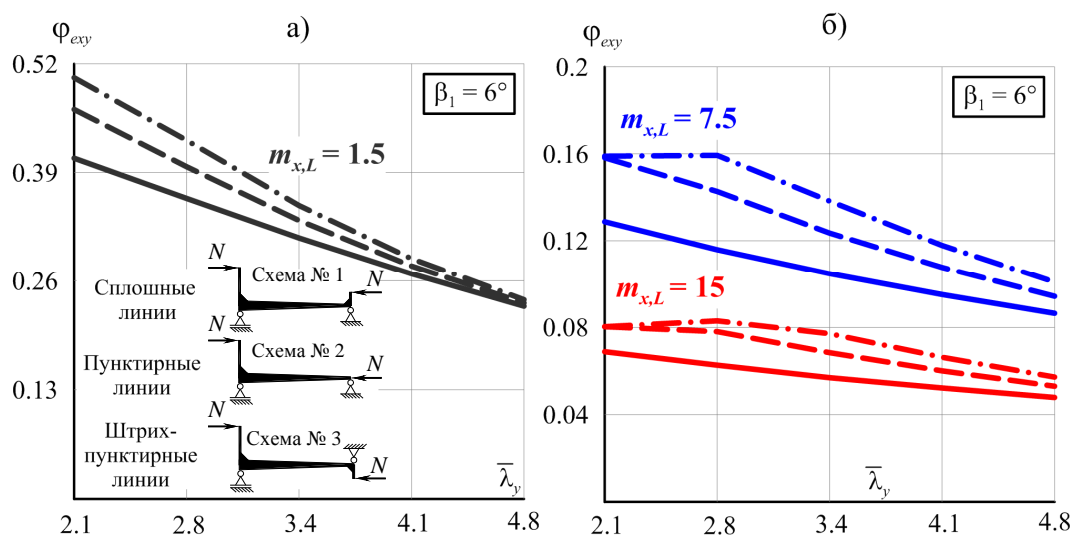 а)
φexy
0.52
0.39
0.26
0.13
β1 = 6°
mx,L = 1.5
N
Схема № 1
N
Сплошные
линии
N
Схема № 2
N
Пунктирные
линии
N
Схема № 3
N
Штрих-
пунктирные
линии
λ̅y
2.1 2.8 3.4 4.1 4.8
б)
φexy
0.2
0.16
0.12
0.08
0.04
β1 = 6°
mx,L = 7.5
mx,L = 15
λ̅y
2.1 2.8 3.4 4.1 4.8